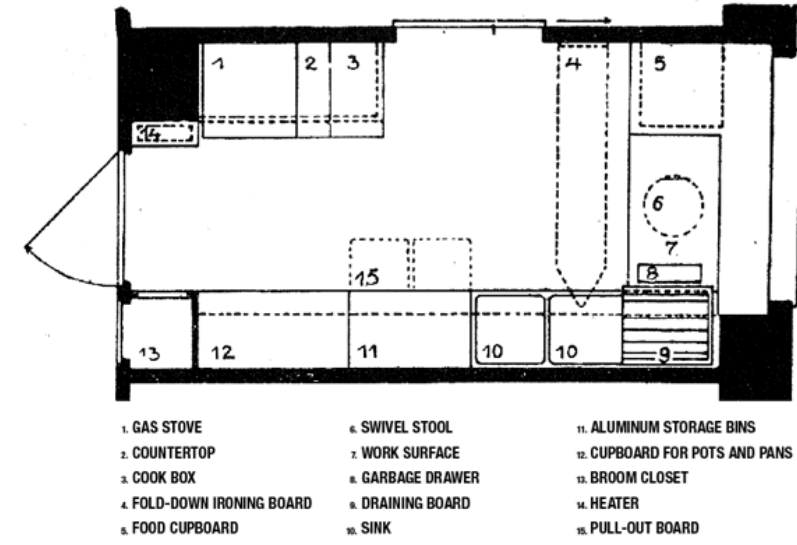 1 2 3 4 5
14
6
7
8
15
13 12 11 10 10 9
1. GAS STOVE
2. COUNTERTOP
3. COOK BOX
4. FOLD-DOWN IRONING BOARD
5. FOOD CUPBOARD
6. SWIVEL STOOL
7. WORK SURFACE
8. GARBAGE DRAWER
9. DRAINING BOARD
10. SINK
11. ALUMINUM STORAGE BINS
12. CUPBOARD FOR POTS AND PANS
13. BROOM CLOSET
14. HEATER
15. PULL-OUT BOARD